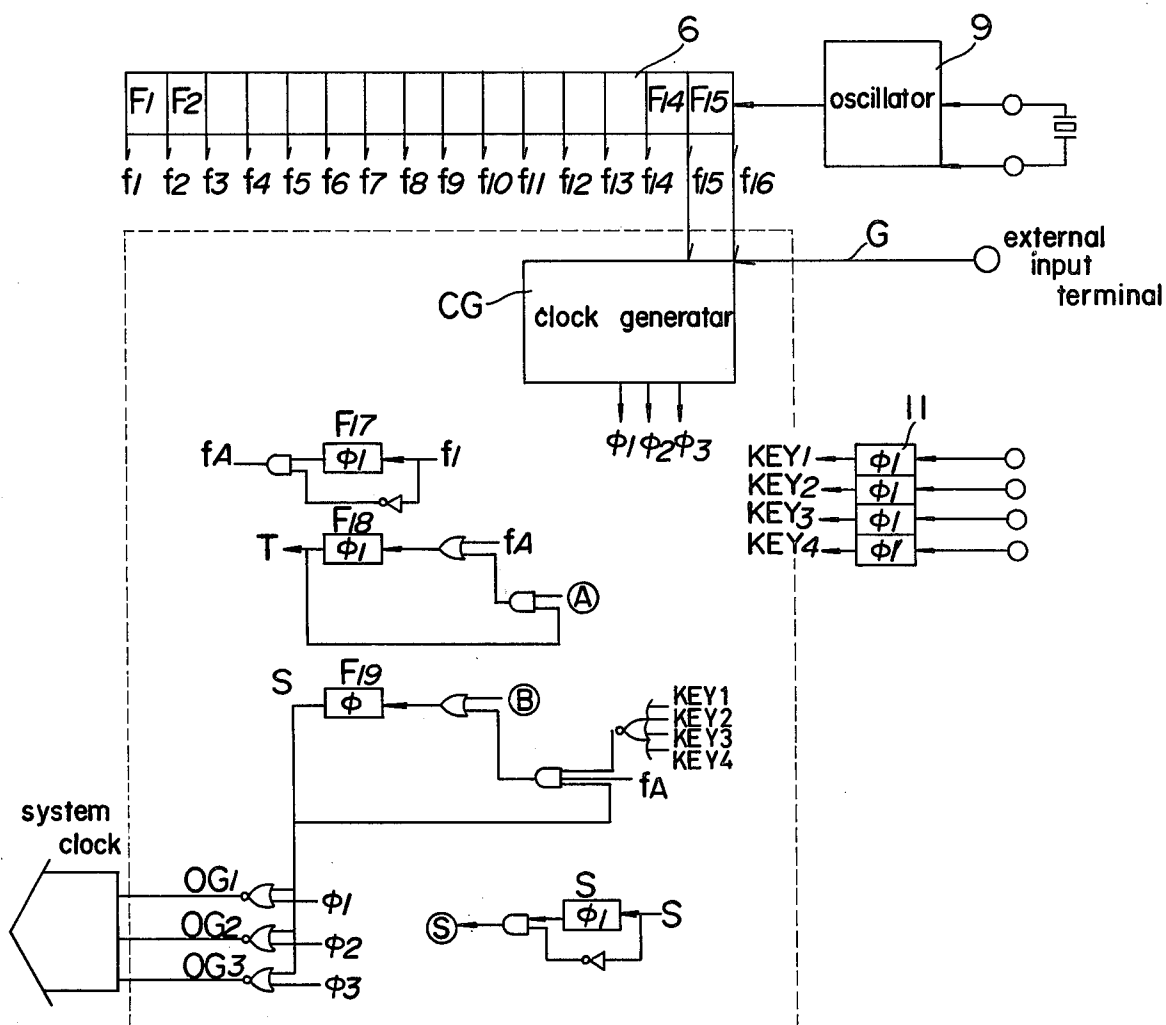 6
9
F1 F2 F14 F15
oscillator
f1 f2 f3 f4 f5 f6 f7 f8 f9 f10 f11 f12 f13 f14 f15 f16
G
external
input
terminal
CG
clock generatar
ϕ1 ϕ2 ϕ3
11
KEY1 ϕ1
KEY2 ϕ1
KEY3 ϕ1
KEY4 ϕ1
F17
fA ϕ1 f1
F18
T ϕ1 fA
A
F19
S ϕ B
KEY1
KEY2
KEY3
KEY4
fA
system
clock
OG1
ϕ1
OG2
ϕ2
OG3
ϕ3
S
S ϕ1 S